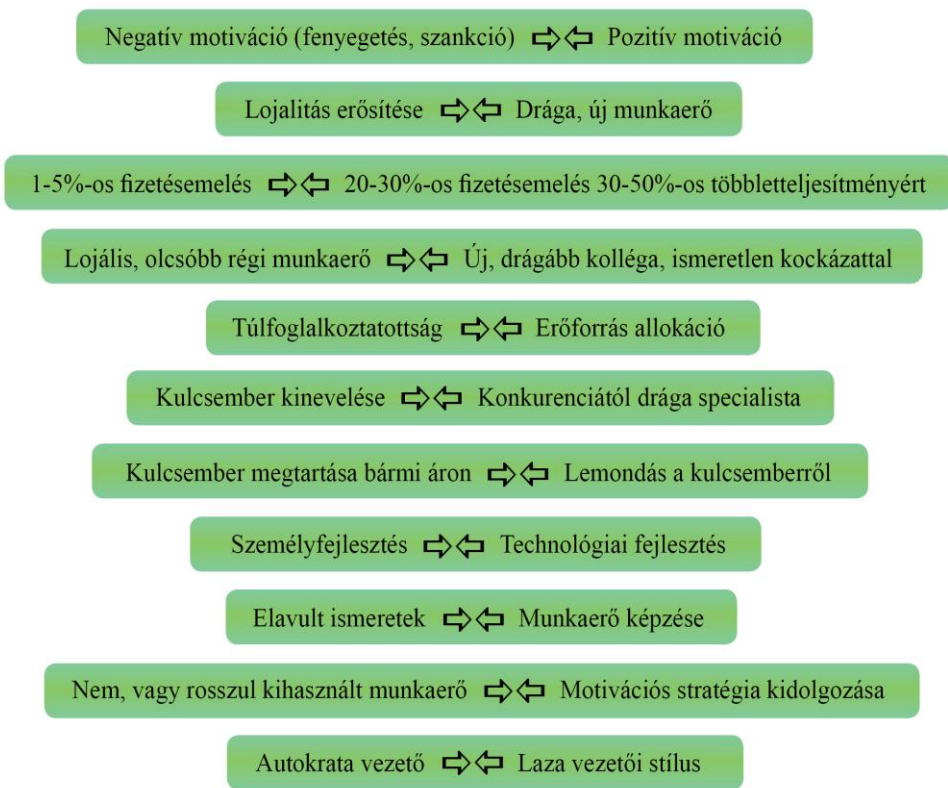 Negatív motiváció (fenyegetés, szankció) Pozitív motiváció
Lojalitás erősítése Drága, új munkaerő
1-5%-os fizetésemelés 20-30%-os fizetésemelés 30-50%-os többletteljesítményért
Lojális, olcsóbb régi munkaerő Új, drágább kolléga, ismeretlen kockázattal
Túlfoglalkoztatottság Erőforrás allokáció
Kulcsember kinevelése Konkurenciától drága specialista
Kulcsember megtartása bármi áron Lemondás a kulcsemberről
Személyfejlesztés Technológiai fejlesztés
Elavult ismeretek Munkaerő képzése
Nem, vagy rosszul kihasznált munkaerő Motivációs stratégia kidolgozása
Autokrata vezető Laza vezetői stílus